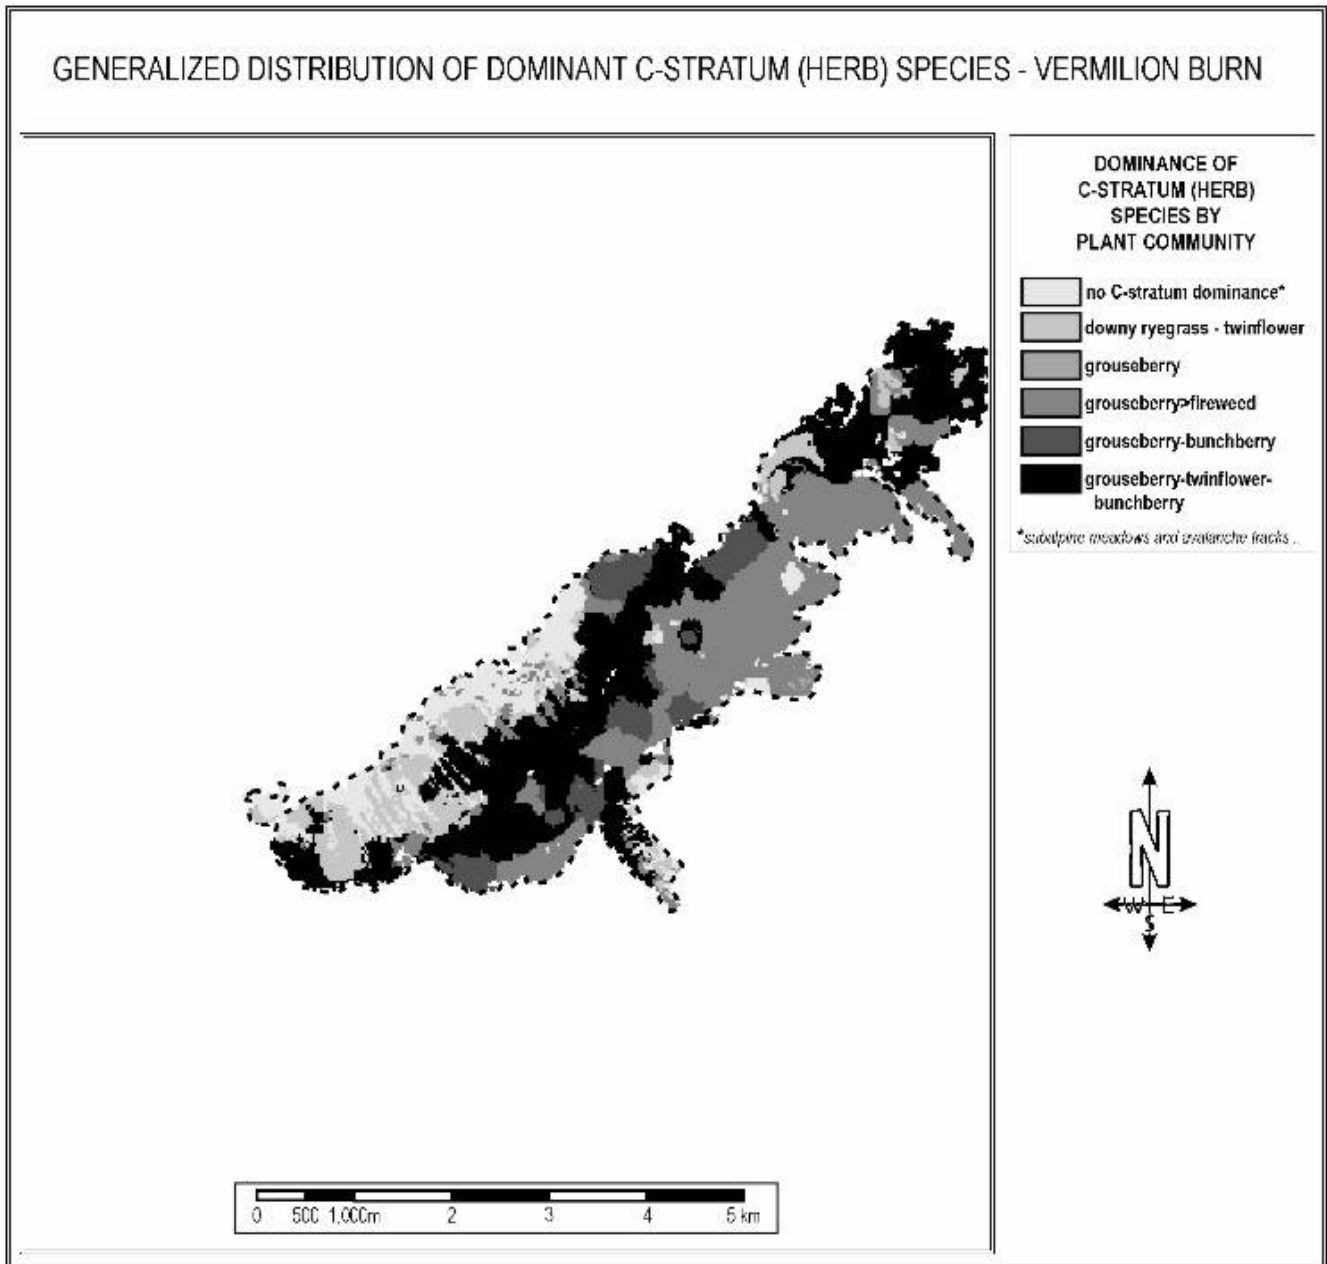 GENERALIZED DISTRIBUTION OF DOMINANT C-STRATUM (HERB) SPECIES - VERMILION BURN
DOMINANCE OF
C-STRATUM (HERB)
SPECIES BY
PLANT COMMUNITY
no C-stratum dominance*
downy ryegrass - twinflower
grouseberry
grouseberry>fireweed
grouseberry-bunchberry
grouseberry-twinflower-
bunchberry
*subalpine meadows and avalanche tracks .
N
W E
S
0 500 1,000m 2 3 4 5 km